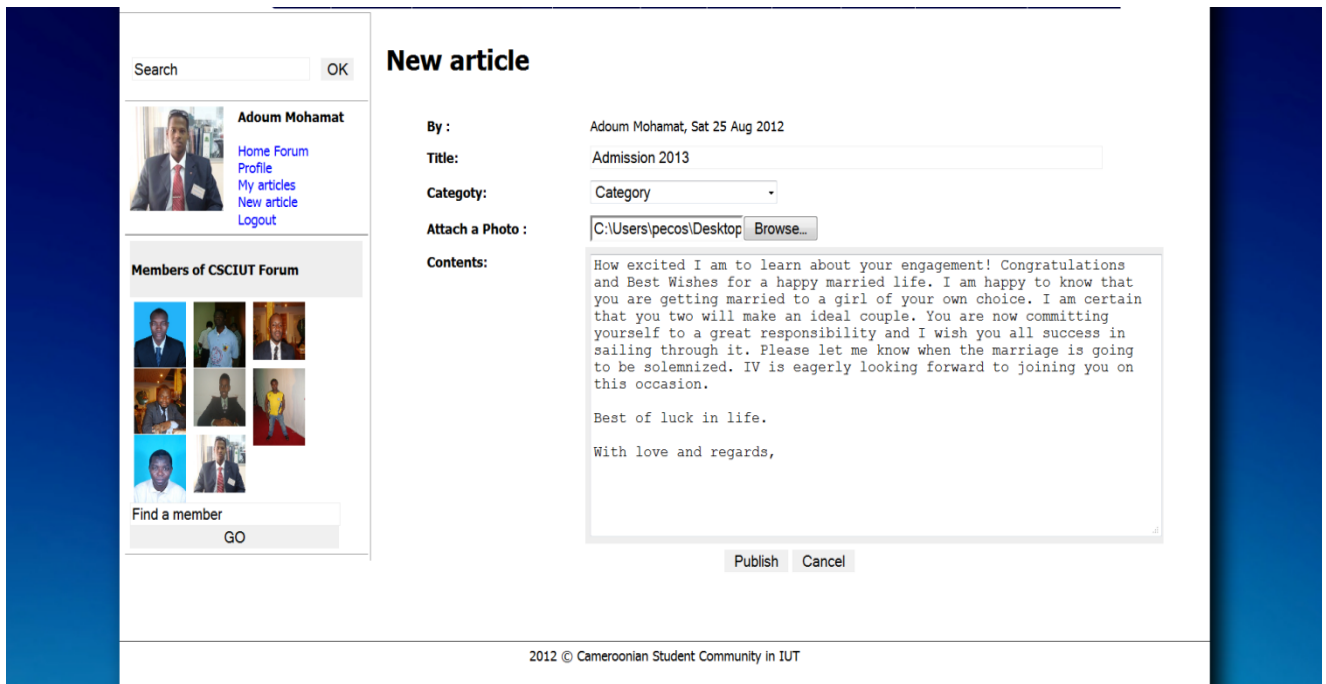 Search OK
Adoum Mohamat
Home Forum
Profile
My articles
New article
Logout
Members of CSCIUT Forum
Find a member
GO
New article
By : Adoum Mohamat, Sat 25 Aug 2012
Title: Admission 2013
Categoty: Category
Attach a Photo : C:\Users\pecos\Desktop Browse...
Contents:
How excited I am to learn about your engagement! Congratulations
and Best Wishes for a happy married life. I am happy to know that
you are getting married to a girl of your own choice. I am certain
that you two will make an ideal couple. You are now committing
yourself to a great responsibility and I wish you all success in
sailing through it. Please let me know when the marriage is going
to be solemnized. IV is eagerly looking forward to joining you on
this occasion.
Best of luck in life.
With love and regards,
Publish Cancel
2012 © Cameroonian Student Community in IUT